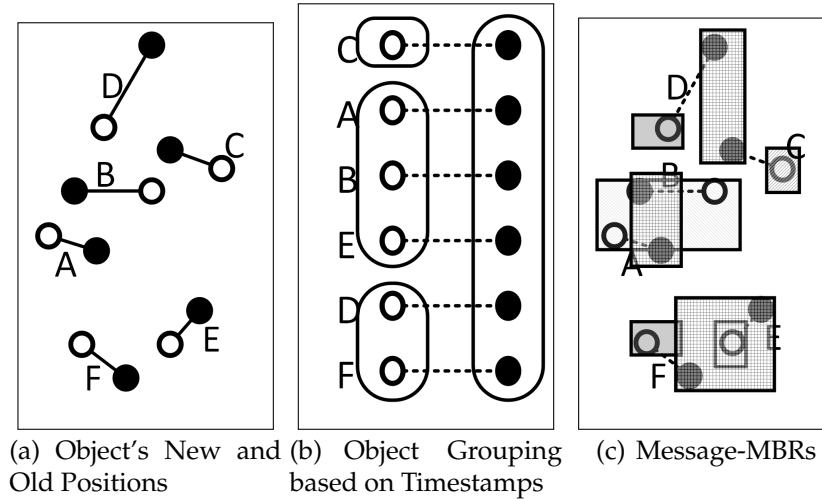 D
C
B
A
E
F
C
A
B
E
D
F
D
C
B
A
E
F
(a) Object's New and
Old Positions
(b) Object Grouping
based on Timestamps
(c) Message-MBRs